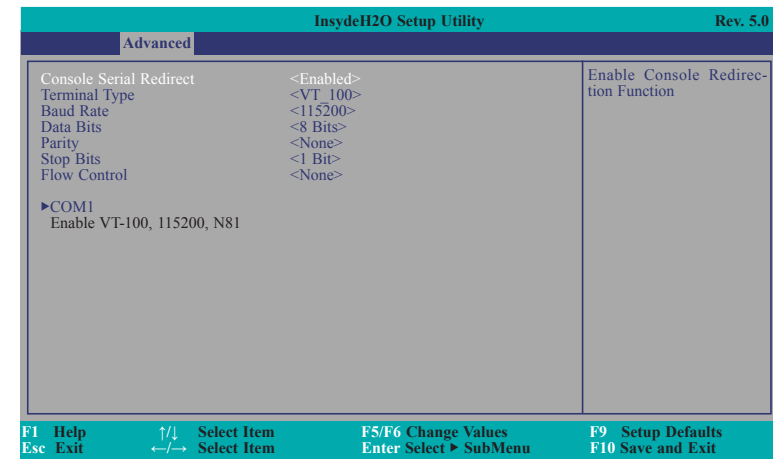 InsydeH2O Setup Utility Rev. 5.0
Advanced
Console Serial Redirect <Enabled>
Terminal Type <VT_100>
Baud Rate <115200>
Data Bits <8 Bits>
Parity <None>
Stop Bits <1 Bit>
Flow Control <None>
►COM1
Enable VT-100, 115200, N81
Enable Console Redirec-
tion Function
F1 Help ↑/↓ Select Item F5/F6 Change Values F9 Setup Defaults
Esc Exit ←/→ Select Item Enter Select ► SubMenu F10 Save and Exit